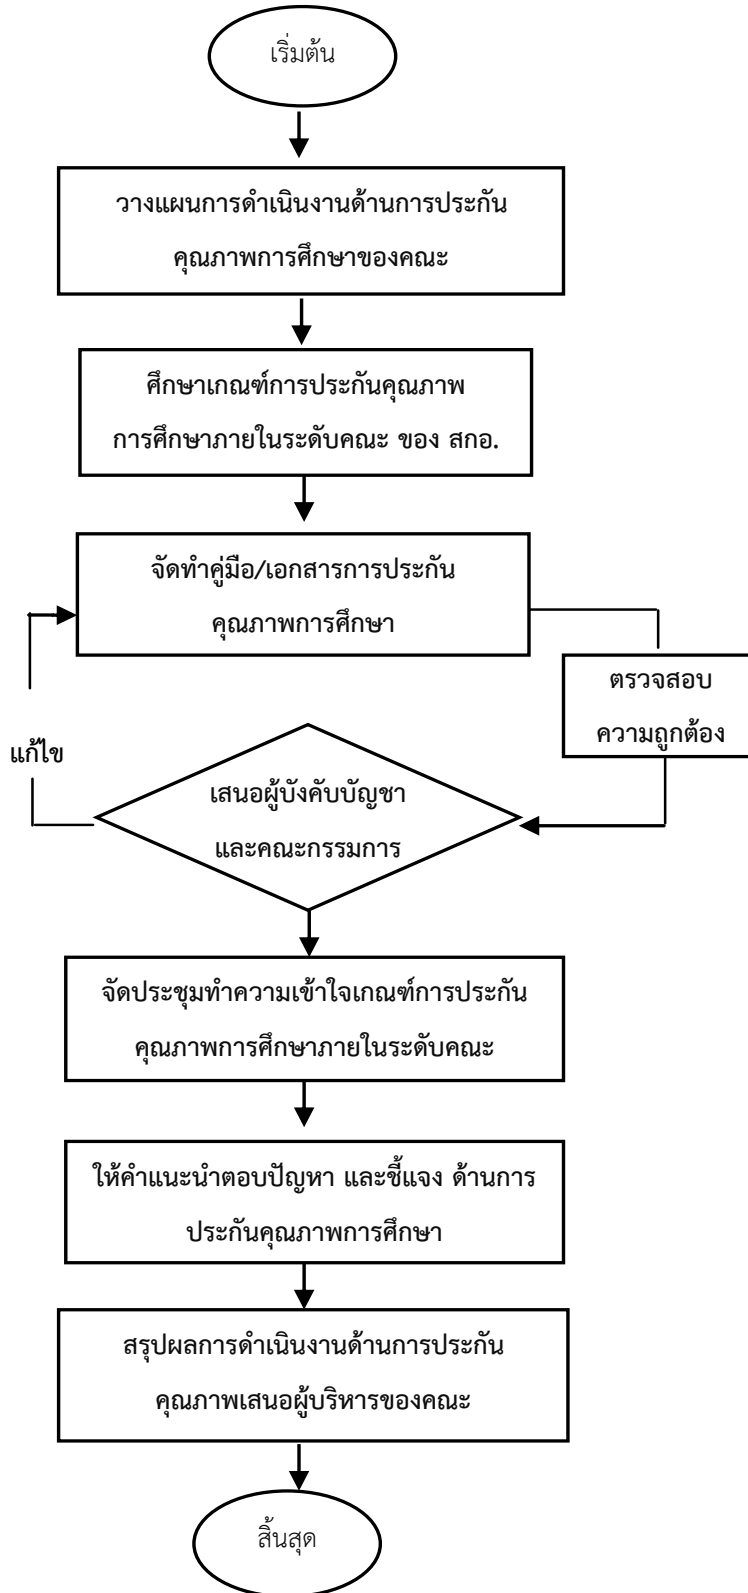 เริ่มต้น
วางแผนการดำเนินงานด้านการประกัน
คุณภาพการศึกษาของคณะ
ศึกษาเกณฑ์การประกันคุณภาพ
การศึกษาภายในระดับคณะ ของ สกอ.
จัดทำคู่มือ/เอกสารการประกัน
คุณภาพการศึกษา
ตรวจสอบ
ความถูกต้อง
แก้ไข
เสนอผู้บังคับบัญชา
และคณะกรรมการ
จัดประชุมทำความเข้าใจเกณฑ์การประกัน
คุณภาพการศึกษาภายในระดับคณะ
ให้คำแนะนำตอบปัญหา และชี้แจง ด้านการ
ประกันคุณภาพการศึกษา
สรุปผลการดำเนินงานด้านการประกัน
คุณภาพเสนอผู้บริหารของคณะ
สิ้นสุด